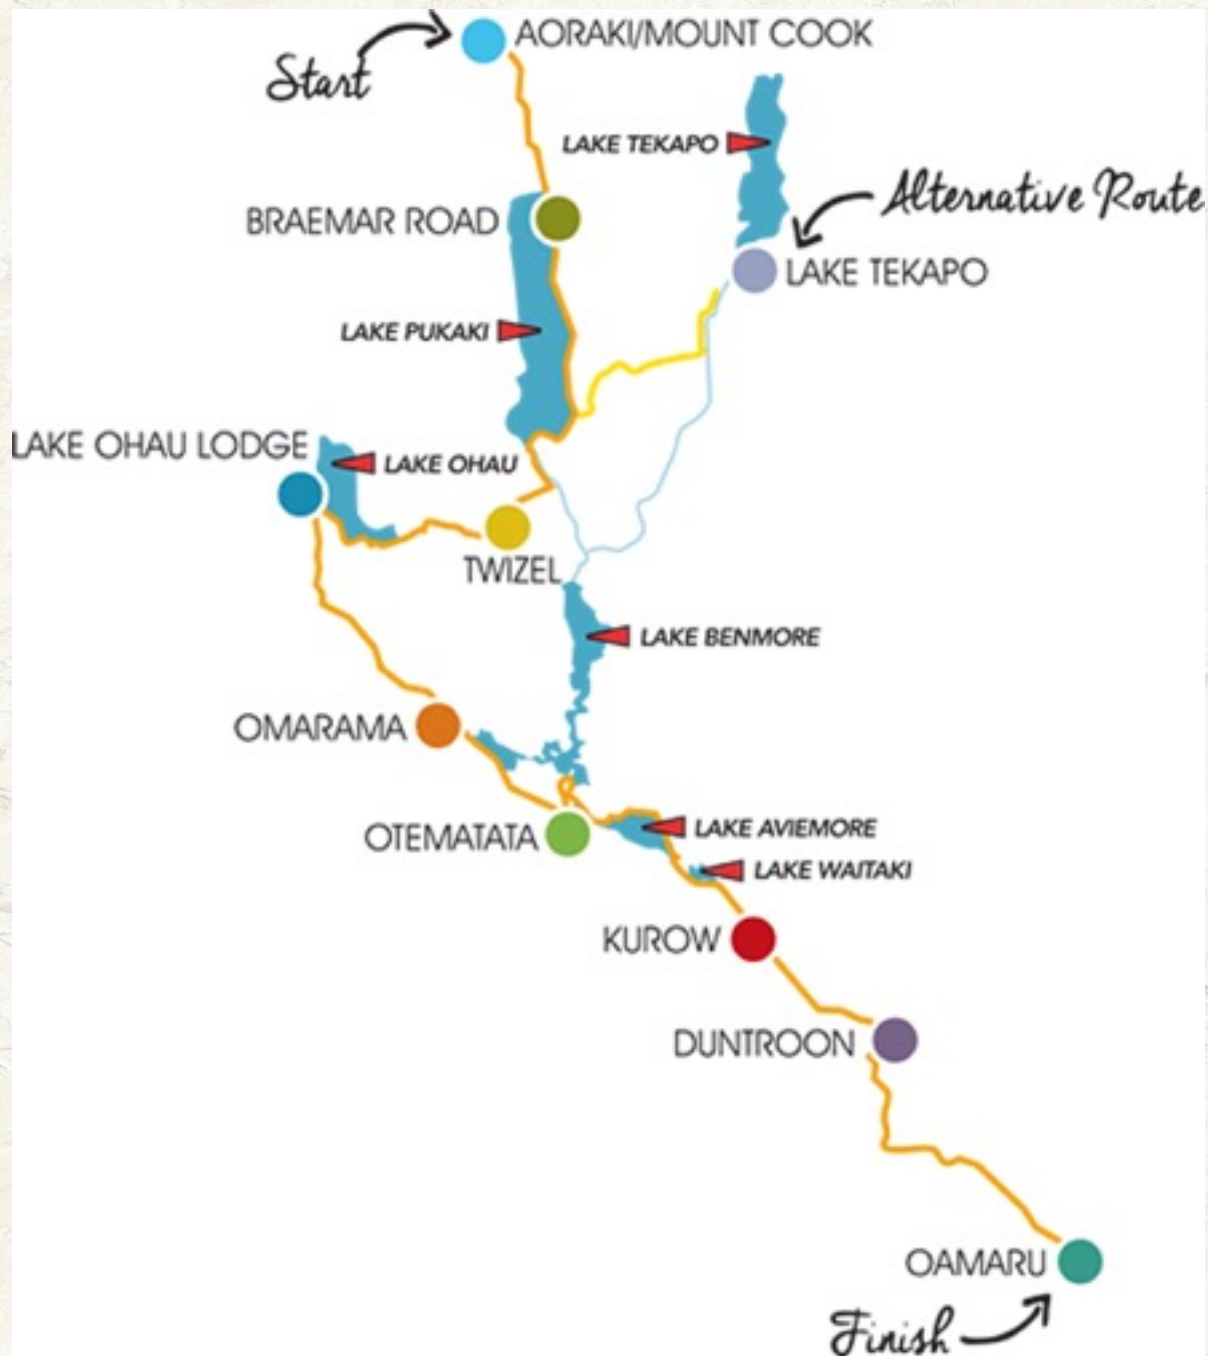 AORAKI/MOUNT COOK
Start
LAKE TEKAPO
Alternative Route
BRAEMAR ROAD
LAKE TEKAPO
LAKE PUKAKI
LAKE OHAU LODGE
LAKE OHAU
TWIZEL
LAKE BENMORE
OMARAMA
OTEMATATA
LAKE AVIEMORE
LAKE WAITAKI
KUROW
DUNTROON
OAMARU
Finish